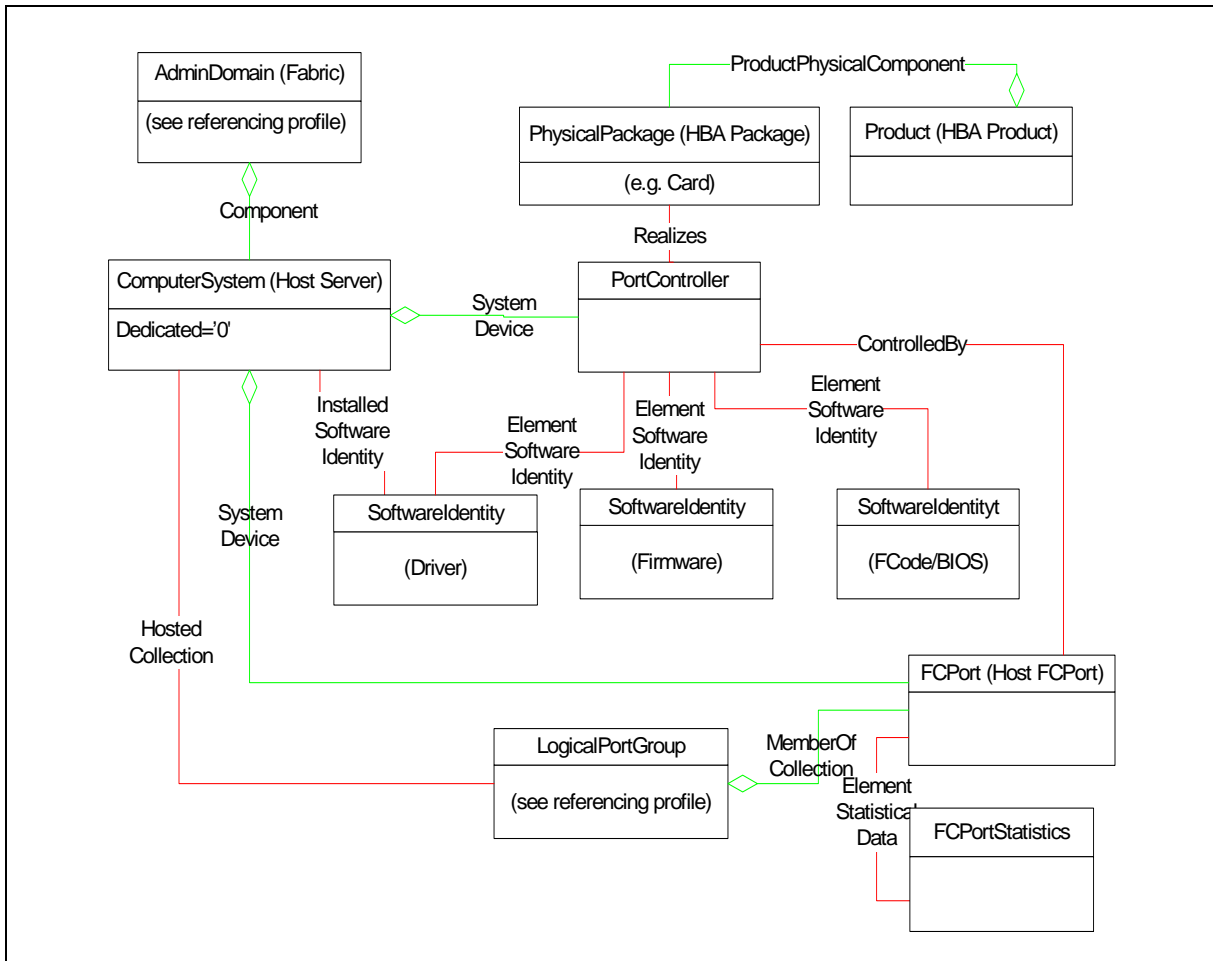 AdminDomain (Fabric)
(see referencing profile)
ProductPhysicalComponent
PhysicalPackage (HBA Package)
(e.g. Card)
Product (HBA Product)
Component
Realizes
ComputerSystem (Host Server)
Dedicated='0'
System
Device
PortController
ControlledBy
Installed
Software
Identity
Element
Software
Identity
Element
Software
Identity
Element
Software
Identity
SoftwareIdentity
(Driver)
SoftwareIdentity
(Firmware)
SoftwareIdentityt
(FCode/BIOS)
System
Device
Hosted
Collection
FCPort (Host FCPort)
LogicalPortGroup
(see referencing profile)
MemberOf
Collection
Element
Statistical
Data
FCPortStatistics